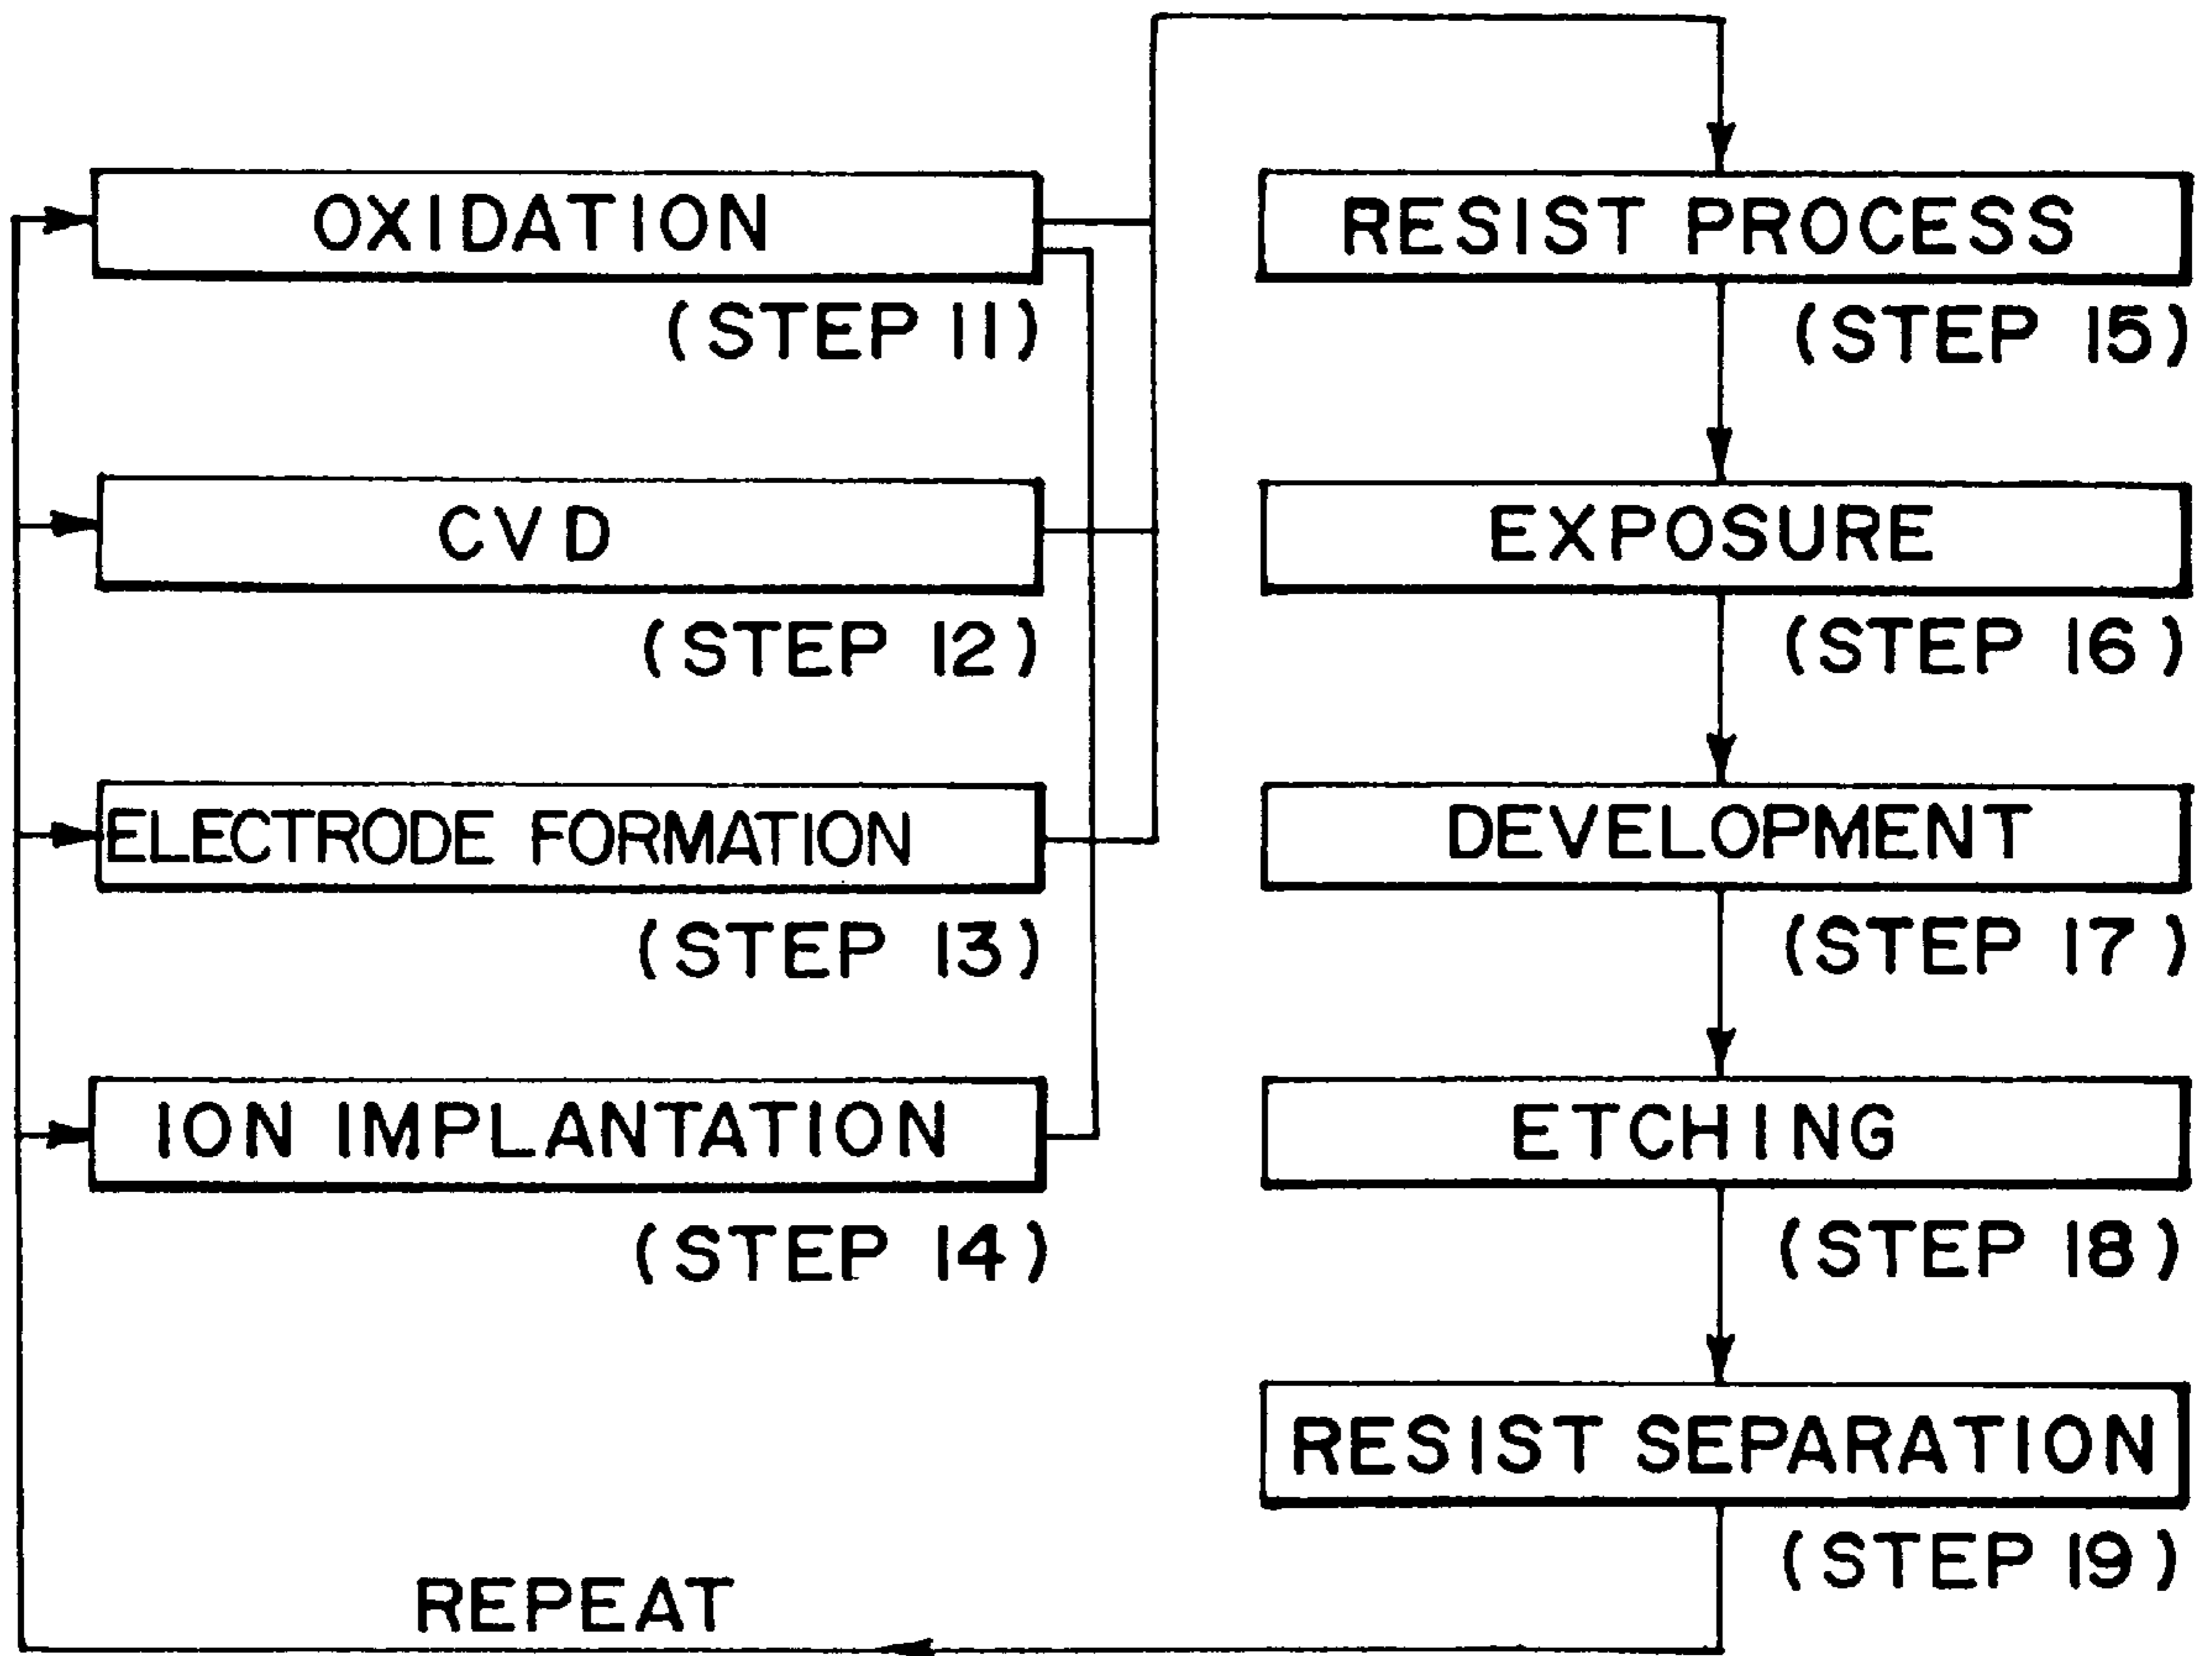 OXIDATION
(STEP 11)
CVD
(STEP 12)
ELECTRODE FORMATION
(STEP 13)
ION IMPLANTATION
(STEP 14)
RESIST PROCESS
(STEP 15)
EXPOSURE
(STEP 16)
DEVELOPMENT
(STEP 17)
ETCHING
(STEP 18)
RESIST SEPARATION
(STEP 19)
REPEAT